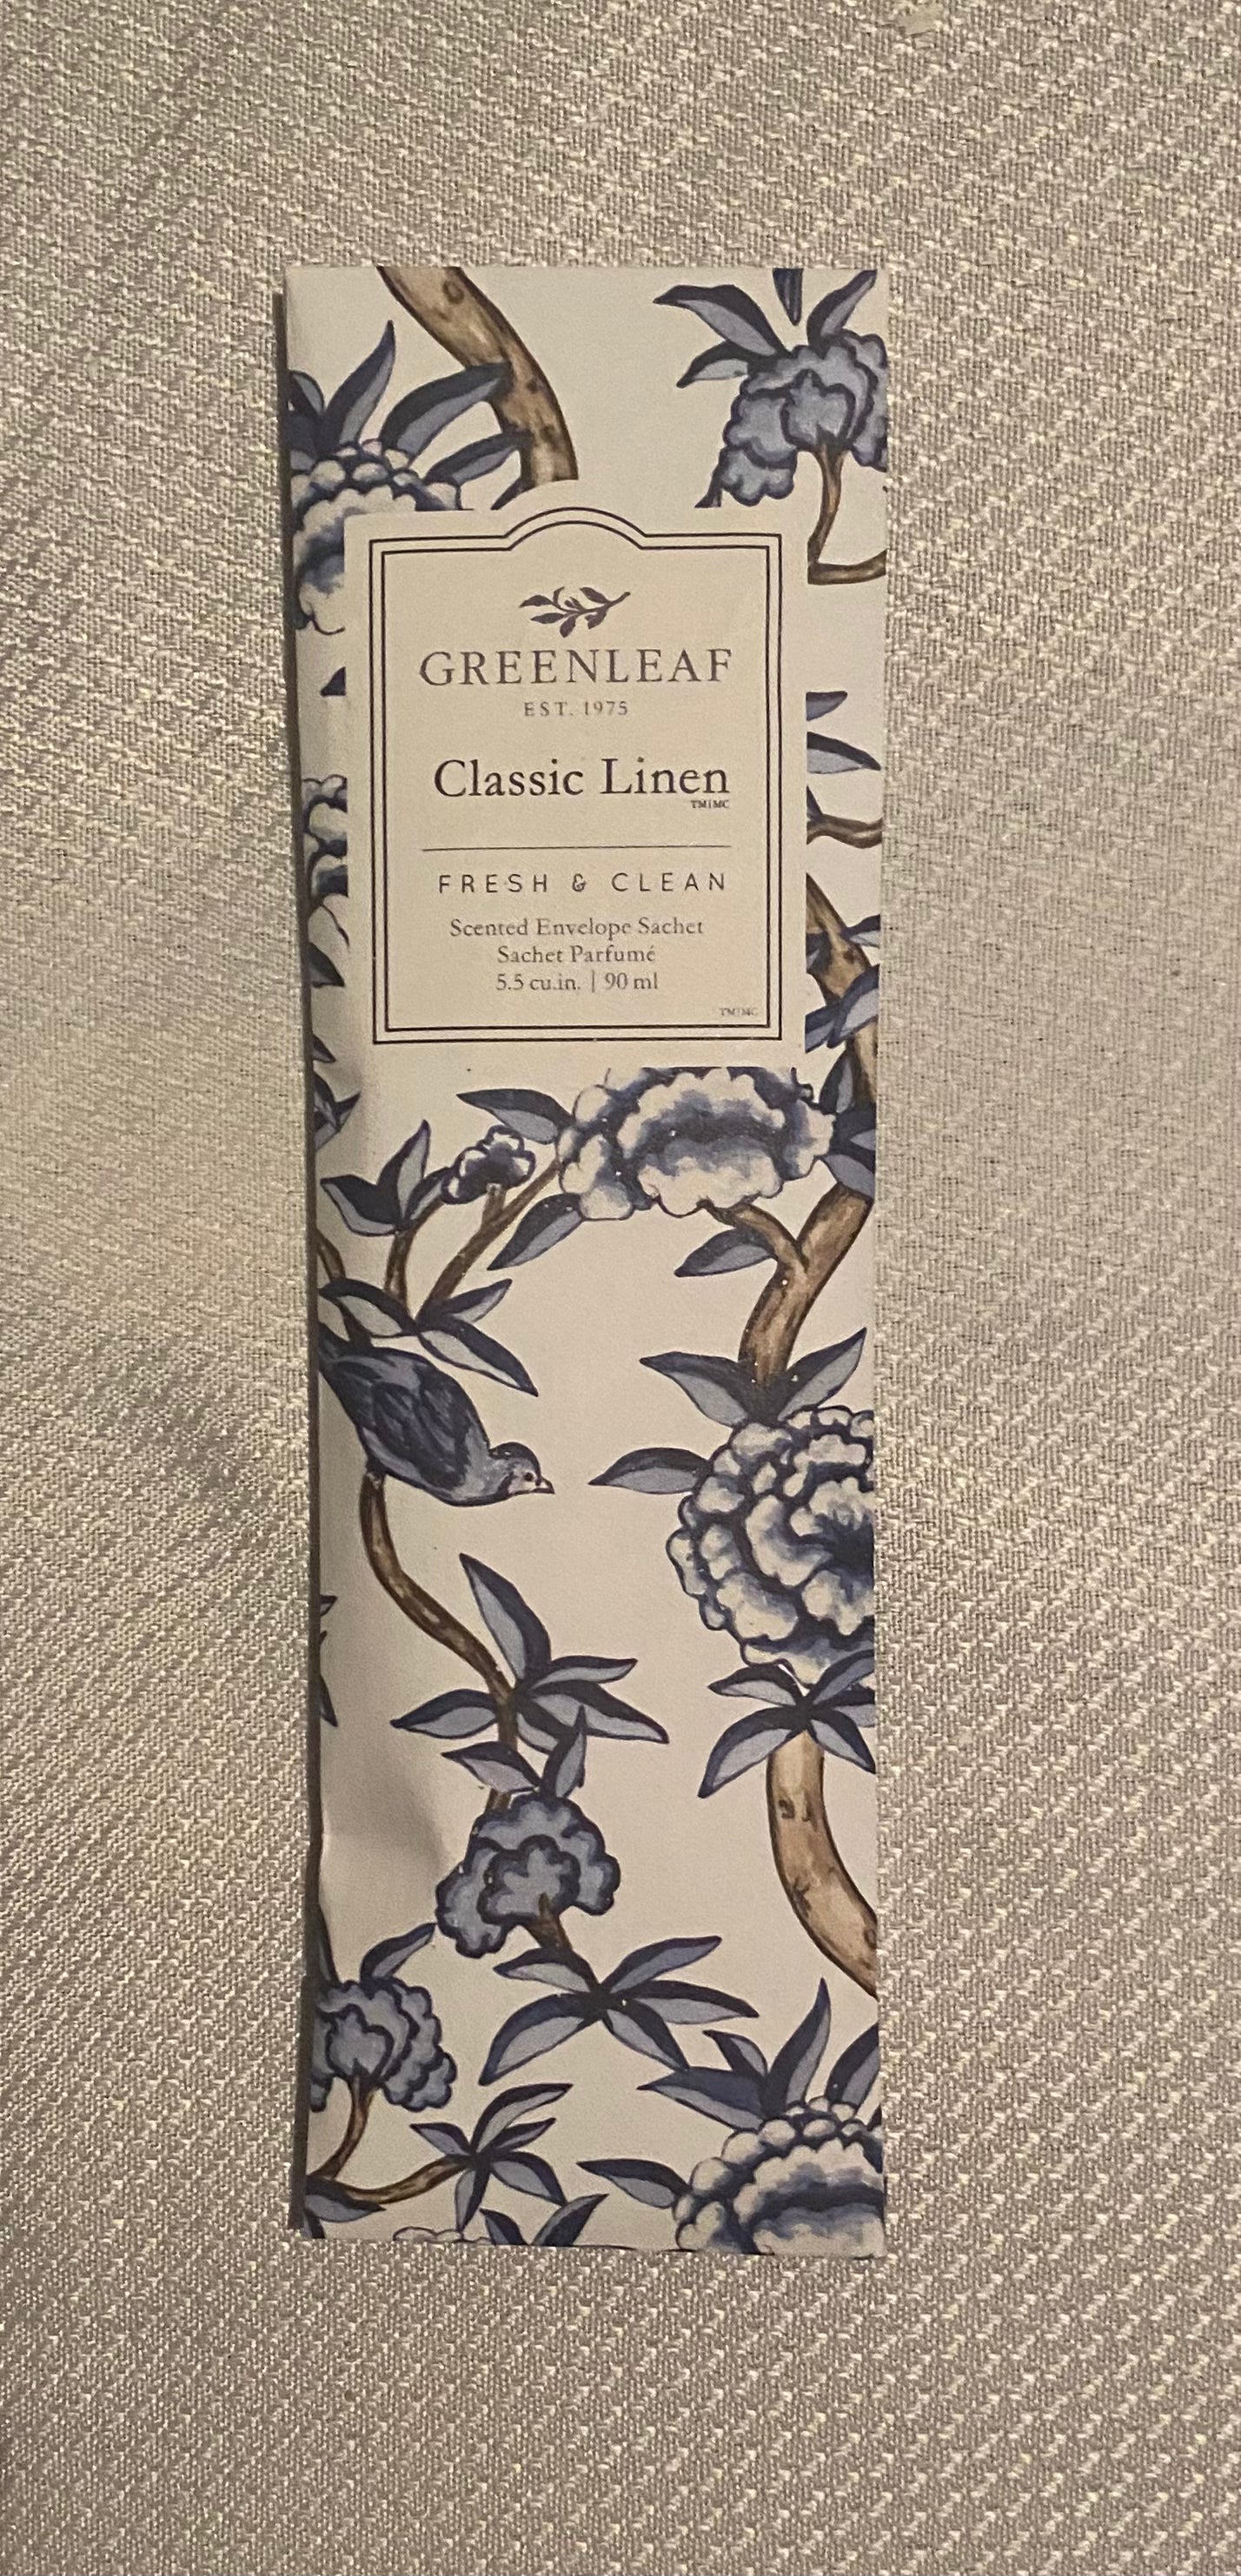 GREENLEAF
EST. 1975
Classic Linen
TM|MC
FRESH & CLEAN
Scented Envelope Sachet
Sachet Parfumé
5.5 cu.in. | 90 ml
TM|MC